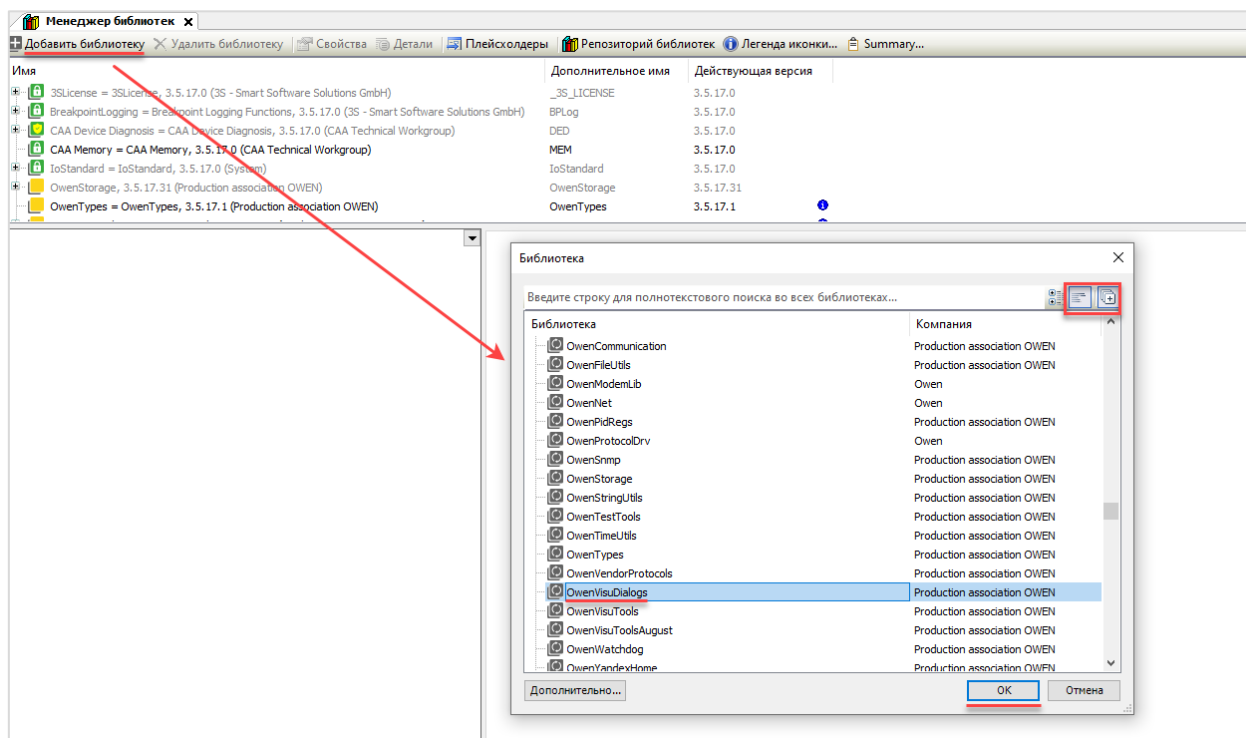 Менеджер библиотек x
Добавить библиотеку Удалить библиотеку Свойства Детали Плейсхолдеры Репозиторий библиотек Легенда иконки... Summary...
Имя Дополнительное имя Действующая версия
3SLicense = 3SLicense, 3.5.17.0 (3S - Smart Software Solutions GmbH) _3S_LICENSE 3.5.17.0
BreakpointLogging = Breakpoint Logging Functions, 3.5.17.0 (3S - Smart Software Solutions GmbH) BPLog 3.5.17.0
CAA Device Diagnosis = CAA Device Diagnosis, 3.5.17.0 (CAA Technical Workgroup) DED 3.5.17.0
CAA Memory = CAA Memory, 3.5.17.0 (CAA Technical Workgroup) MEM 3.5.17.0
IoStandard = IoStandard, 3.5.17.0 (System) IoStandard 3.5.17.0
OwenStorage, 3.5.17.31 (Production association OWEN) OwenStorage 3.5.17.31
OwenTypes = OwenTypes, 3.5.17.1 (Production association OWEN) OwenTypes 3.5.17.1
Библиотека
Введите строку для полнотекстового поиска во всех библиотеках...
Библиотека Компания
OwenCommunication Production association OWEN
OwenFileUtils Production association OWEN
OwenModemLib Owen
OwenNet Owen
OwenPidRegs Production association OWEN
OwenProtocolDrv Owen
OwenSnmp Production association OWEN
OwenStorage Production association OWEN
OwenStringUtils Production association OWEN
OwenTestTools Production association OWEN
OwenTimeUtils Production association OWEN
OwenTypes Production association OWEN
OwenVendorProtocols Production association OWEN
OwenVisuDialogs Production association OWEN
OwenVisuTools Production association OWEN
OwenVisuToolsAugust Production association OWEN
OwenWatchdog Production association OWEN
OwenYandexHome Production association OWEN
Дополнительно... OK Отмена